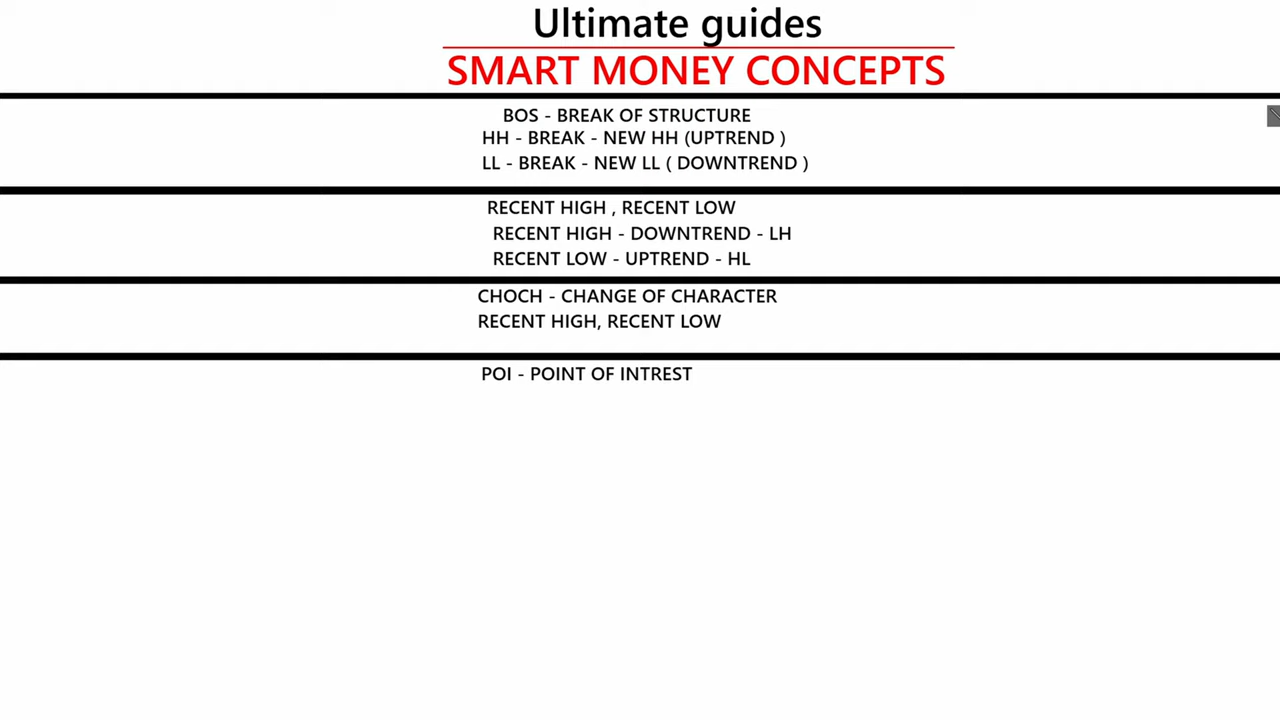 Ultimate guides
SMART MONEY CONCEPTS
BOS - BREAK OF STRUCTURE
HH - BREAK - NEW HH (UPTREND )
LL - BREAK - NEW LL ( DOWNTREND )
RECENT HIGH , RECENT LOW
RECENT HIGH - DOWNTREND - LH
RECENT LOW - UPTREND - HL
CHOCH - CHANGE OF CHARACTER
RECENT HIGH, RECENT LOW
POI - POINT OF INTREST